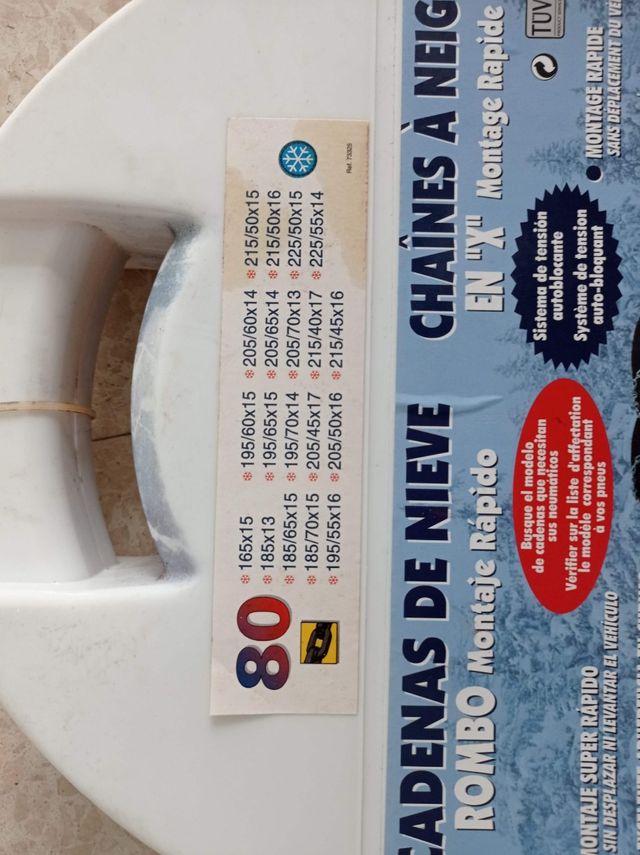 80
165x15
185x13
185/65x15
185/70x15
195/55x16
195/60x15
195/65x15
195/70x14
205/45x17
205/50x16
205/60x14
205/65x14
205/70x13
215/40x17
215/45x16
215/50x15
215/50x16
225/50x15
225/55x14
Ref. 73325
CADENAS DE NIEVE
ROMBO Montaje Rápido
CHAÎNES À NEIG
EN "X" Montage Rapide
TÜV
Busque el modelo
de cadenas que necesitan
sus neumáticos
Vérifier sur la liste d'affectation
le modèle correspondant
à vos pneus
Sistema de tensión
autoblocante
Système de tension
auto-bloquant
MONTAJE SUPER RAPIDO
SIN DESPLAZAR NI LEVANTAR EL VEHÍCULO
● MONTAGE RAPIDE
SANS DEPLACEMENT DU